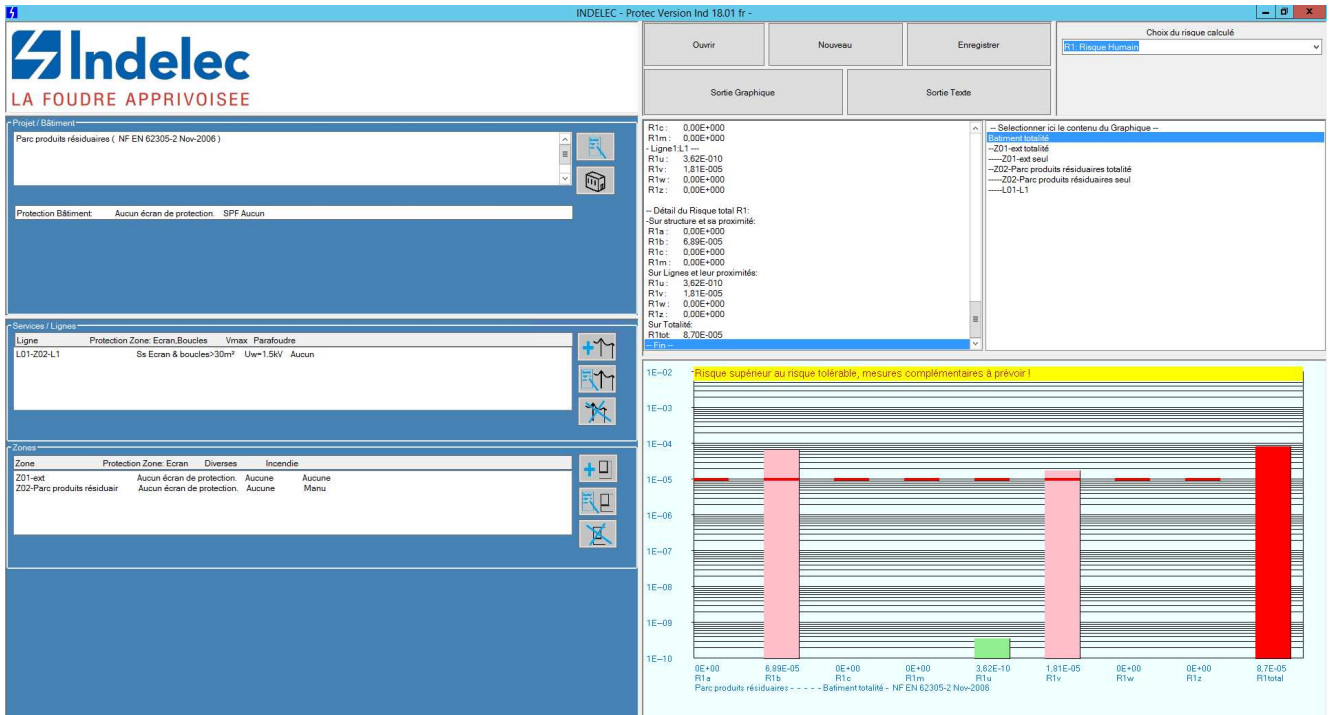 INDELEC - Protec Version Ind 18.01 fr -
Indelec
LA FOUDRE APPRIVOISEE
Ouvrir
Nouveau
Enregistrer
Sortie Graphique
Sortie Texte
Choix du risque calculé
R1: Risque Humain
Projet / Bâtiment
Parc produits résiduaires ( NF EN 62305-2 Nov-2006 )
Protection Bâtiment: Aucun écran de protection. SPF Aucun
Services / Lignes
Ligne Protection Zone: Ecran,Boucles Vmax Parafoudre
L01-Z02-L1 Ss Ecran & boucles>30m² Uw=1.5kV Aucun
Zones
Zone Protection Zone: Ecran Diverses Incendie
Z01-ext Aucun écran de protection. Aucune Aucune
Z02-Parc produits résiduair Aucun écran de protection. Aucune Manu
R1c : 0,00E+000
R1m : 0,00E+000
- Ligne1:L1 ---
R1u : 3,62E-010
R1v : 1,81E-005
R1w : 0,00E+000
R1z : 0,00E+000
-- Détail du Risque total R1:
-Sur structure et sa proximité:
R1a : 0,00E+000
R1b : 6,89E-005
R1c : 0,00E+000
R1m : 0,00E+000
Sur Lignes et leur proximités:
R1u : 3,62E-010
R1v : 1,81E-005
R1w : 0,00E+000
R1z : 0,00E+000
Sur Totalité:
R1tot: 8,70E-005
-- Fin --
-- Selectionner ici le contenu du Graphique --
Batiment totalité
--Z01-ext totalité
-----Z01-ext seul
--Z02-Parc produits résiduaires totalité
-----Z02-Parc produits résiduaires seul
-----L01-L1
Risque supérieur au risque tolérable, mesures complémentaires à prévoir !
1E-02
1E-03
1E-04
1E-05
1E-06
1E-07
1E-08
1E-09
1E-10
0E+00 6,89E-05 0E+00 0E+00 3,62E-10 1,81E-05 0E+00 0E+00 8,7E-05
R1a R1b R1c R1m R1u R1v R1w R1z R1total
Parc produits résiduaires - - - - - Batiment totalité - NF EN 62305-2 Nov-2006